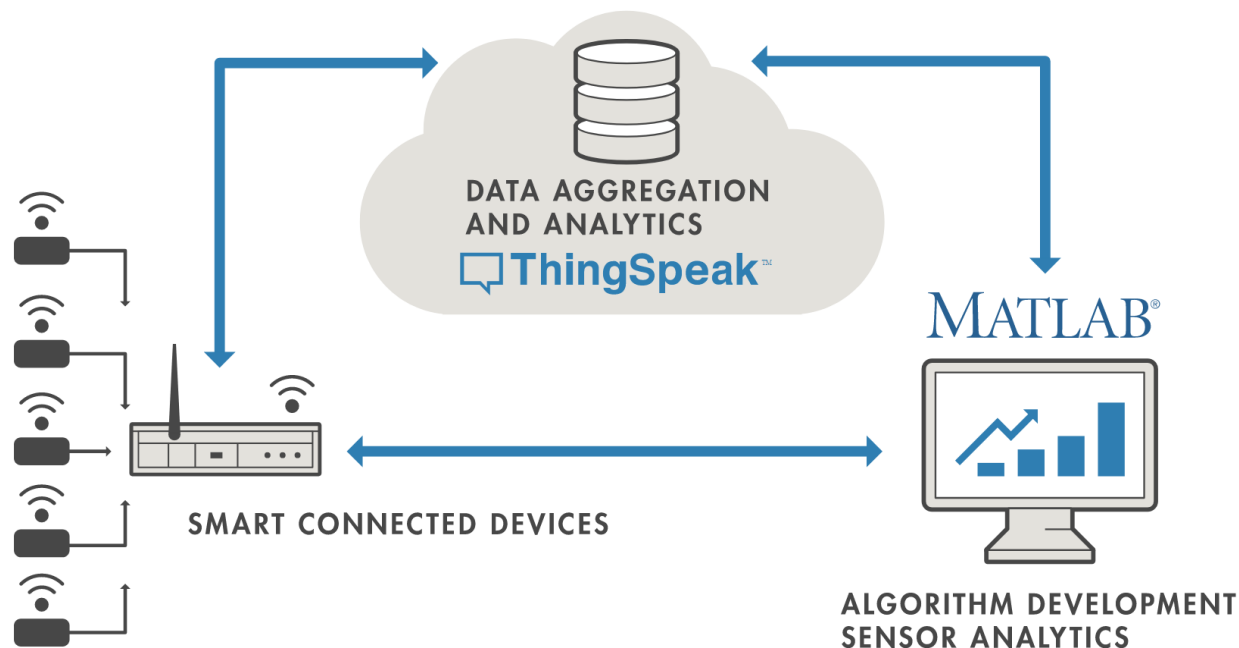 DATA AGGREGATION
AND ANALYTICS
ThingSpeak™
MATLAB®
SMART CONNECTED DEVICES
ALGORITHM DEVELOPMENT
SENSOR ANALYTICS